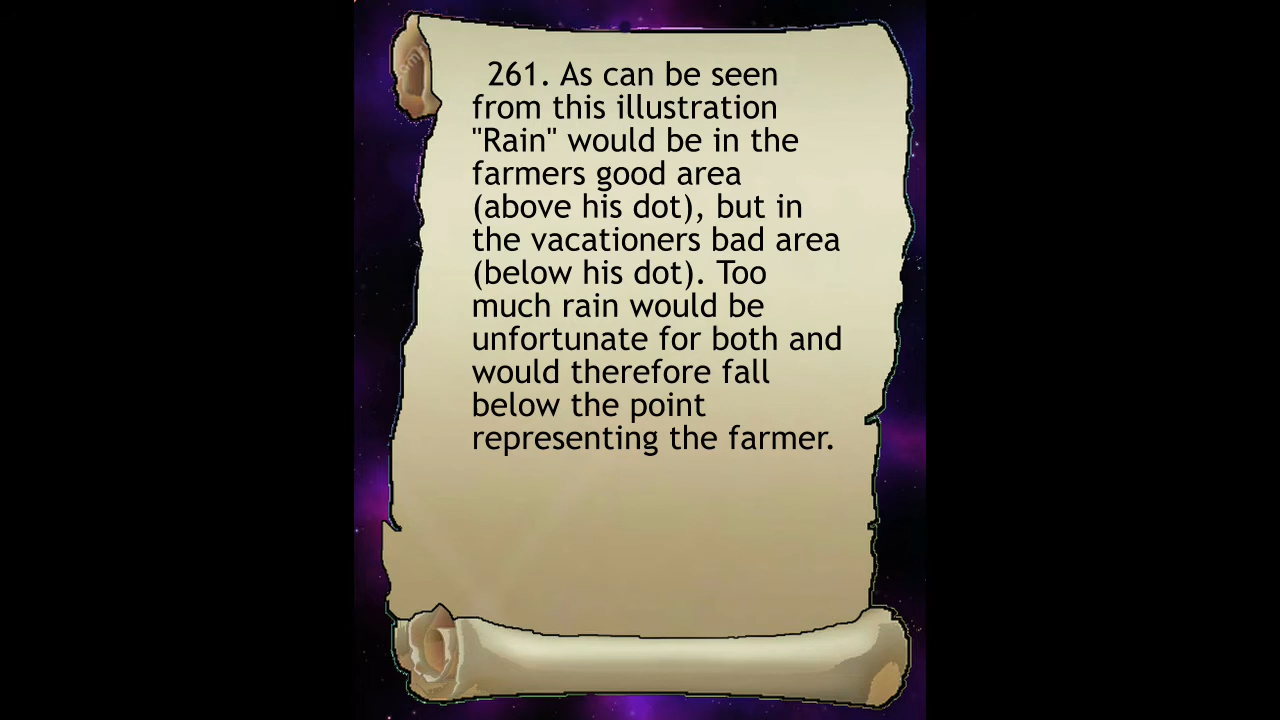 261. As can be seen
from this illustration
"Rain" would be in the
farmers good area
(above his dot), but in
the vacationers bad area
(below his dot). Too
much rain would be
unfortunate for both and
would therefore fall
below the point
representing the farmer.